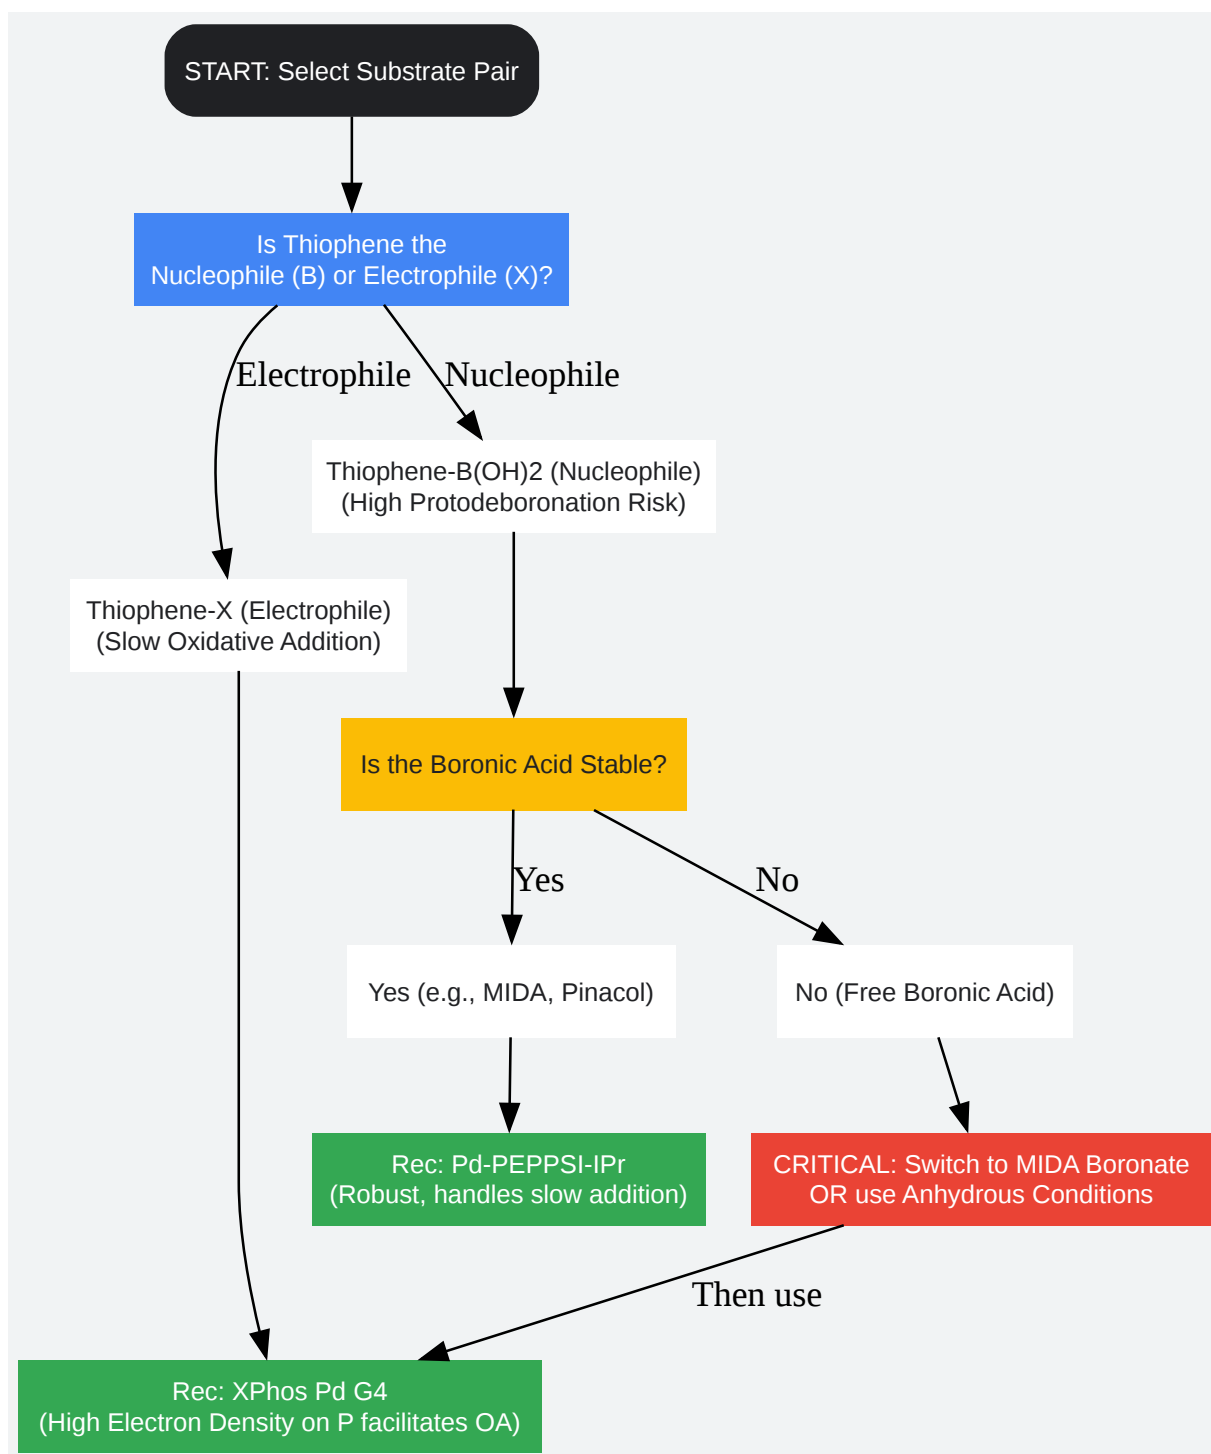 START: Select Substrate Pair
Is Thiophene the
Nucleophile (B) or Electrophile (X)?
Electrophile
Nucleophile
Thiophene-B(OH)2 (Nucleophile)
(High Protodeboronation Risk)
Thiophene-X (Electrophile)
(Slow Oxidative Addition)
Is the Boronic Acid Stable?
Yes
No
Yes (e.g., MIDA, Pinacol)
No (Free Boronic Acid)
Rec: Pd-PEPPSI-IPr
(Robust, handles slow addition)
CRITICAL: Switch to MIDA Boronate
OR use Anhydrous Conditions
Then use
Rec: XPhos Pd G4
(High Electron Density on P facilitates OA)